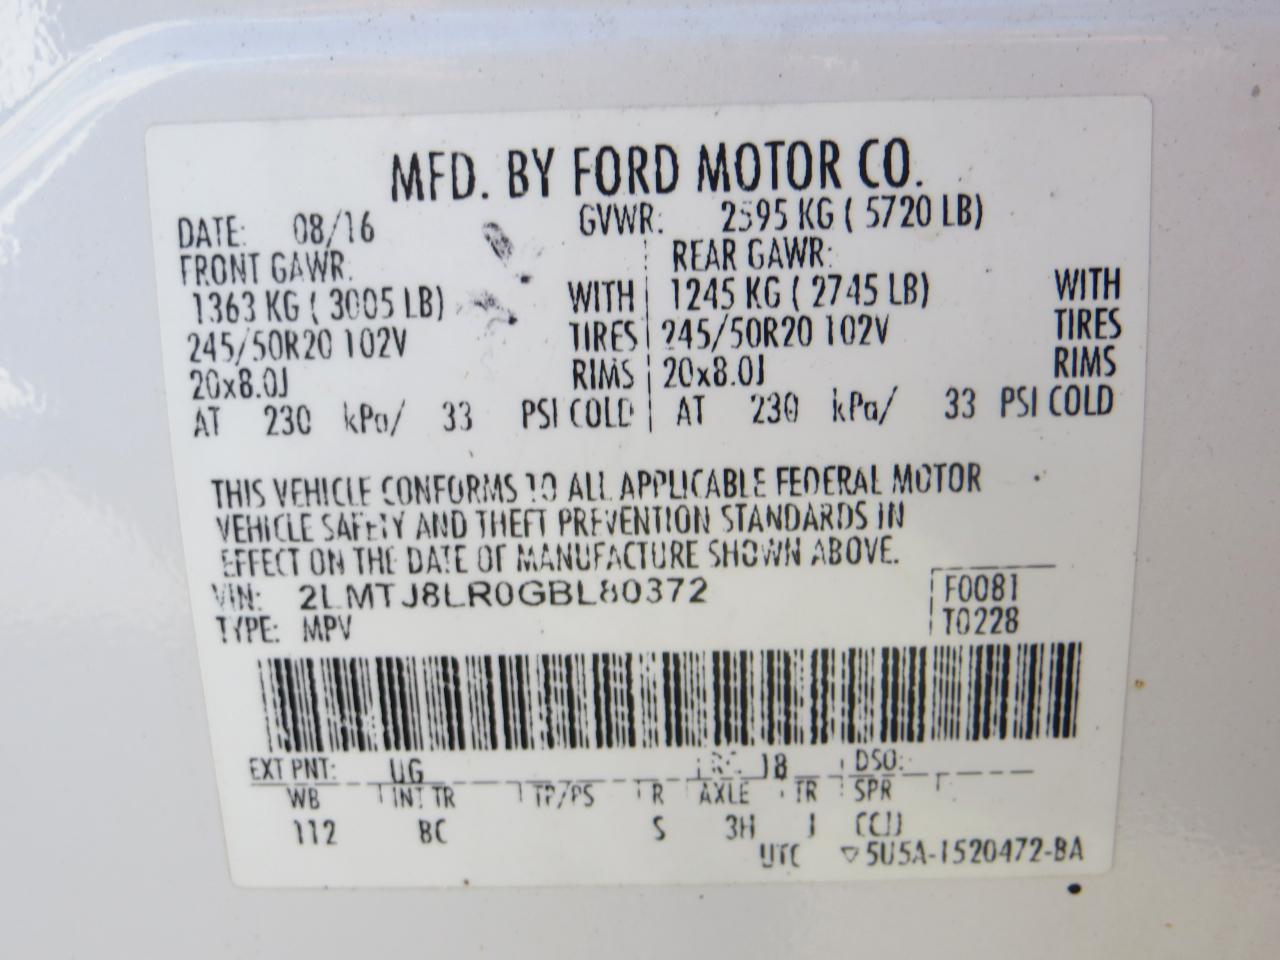 MFD. BY FORD MOTOR CO.
DATE: 08/16 GVWR: 2595 KG ( 5720 LB)
FRONT GAWR: REAR GAWR:
1363 KG ( 3005 LB) WITH 1245 KG ( 2745 LB) WITH
245/50R20 102V TIRES 245/50R20 102V TIRES
20x8.0J RIMS 20x8.0J RIMS
AT 230 kPa/ 33 PSI COLD AT 230 kPa/ 33 PSI COLD
THIS VEHICLE CONFORMS TO ALL APPLICABLE FEDERAL MOTOR
VEHICLE SAFETY AND THEFT PREVENTION STANDARDS IN
EFFECT ON THE DATE OF MANUFACTURE SHOWN ABOVE.
VIN: 2LMTJ8LR0GBL80372 F0081
TYPE: MPV T0228
EXT PNT: UG 18 DSO:
WB INT TR TP/PS R AXLE TR SPR
112 BC S 3H J
UTC ▽5U5A-1520472-BA